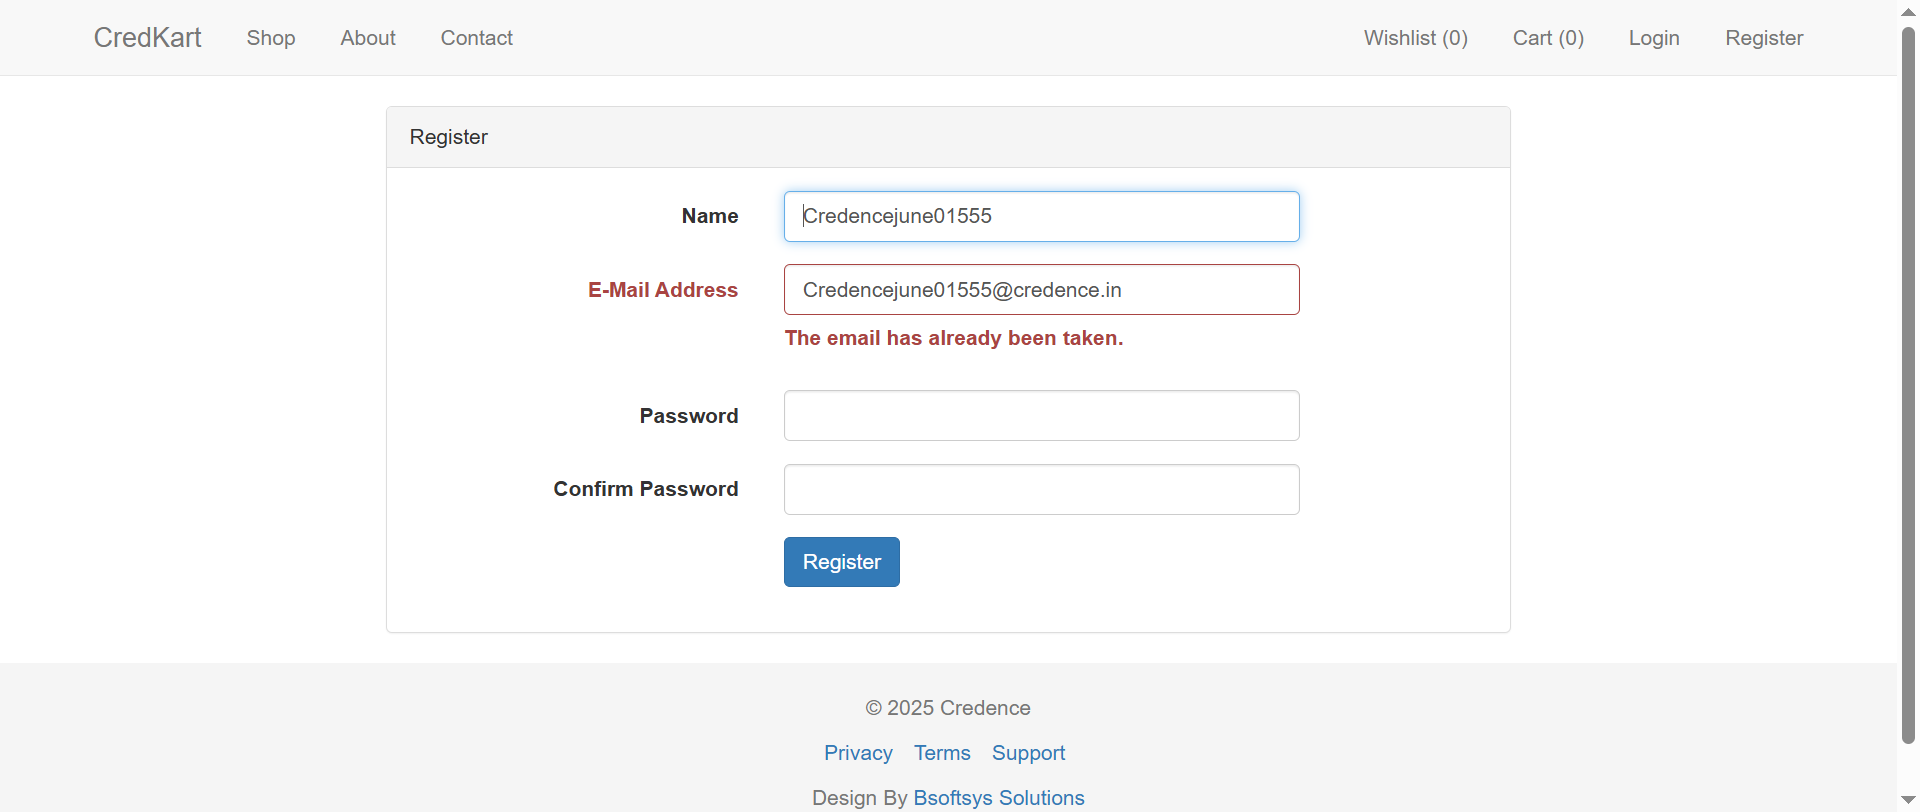 CredKart Shop About Contact Wishlist (0) Cart (0) Login Register
Register
Name Credencejune01555
E-Mail Address Credencejune01555@credence.in
The email has already been taken.
Password
Confirm Password
Register
© 2025 Credence
Privacy Terms Support
Design By Bsoftsys Solutions